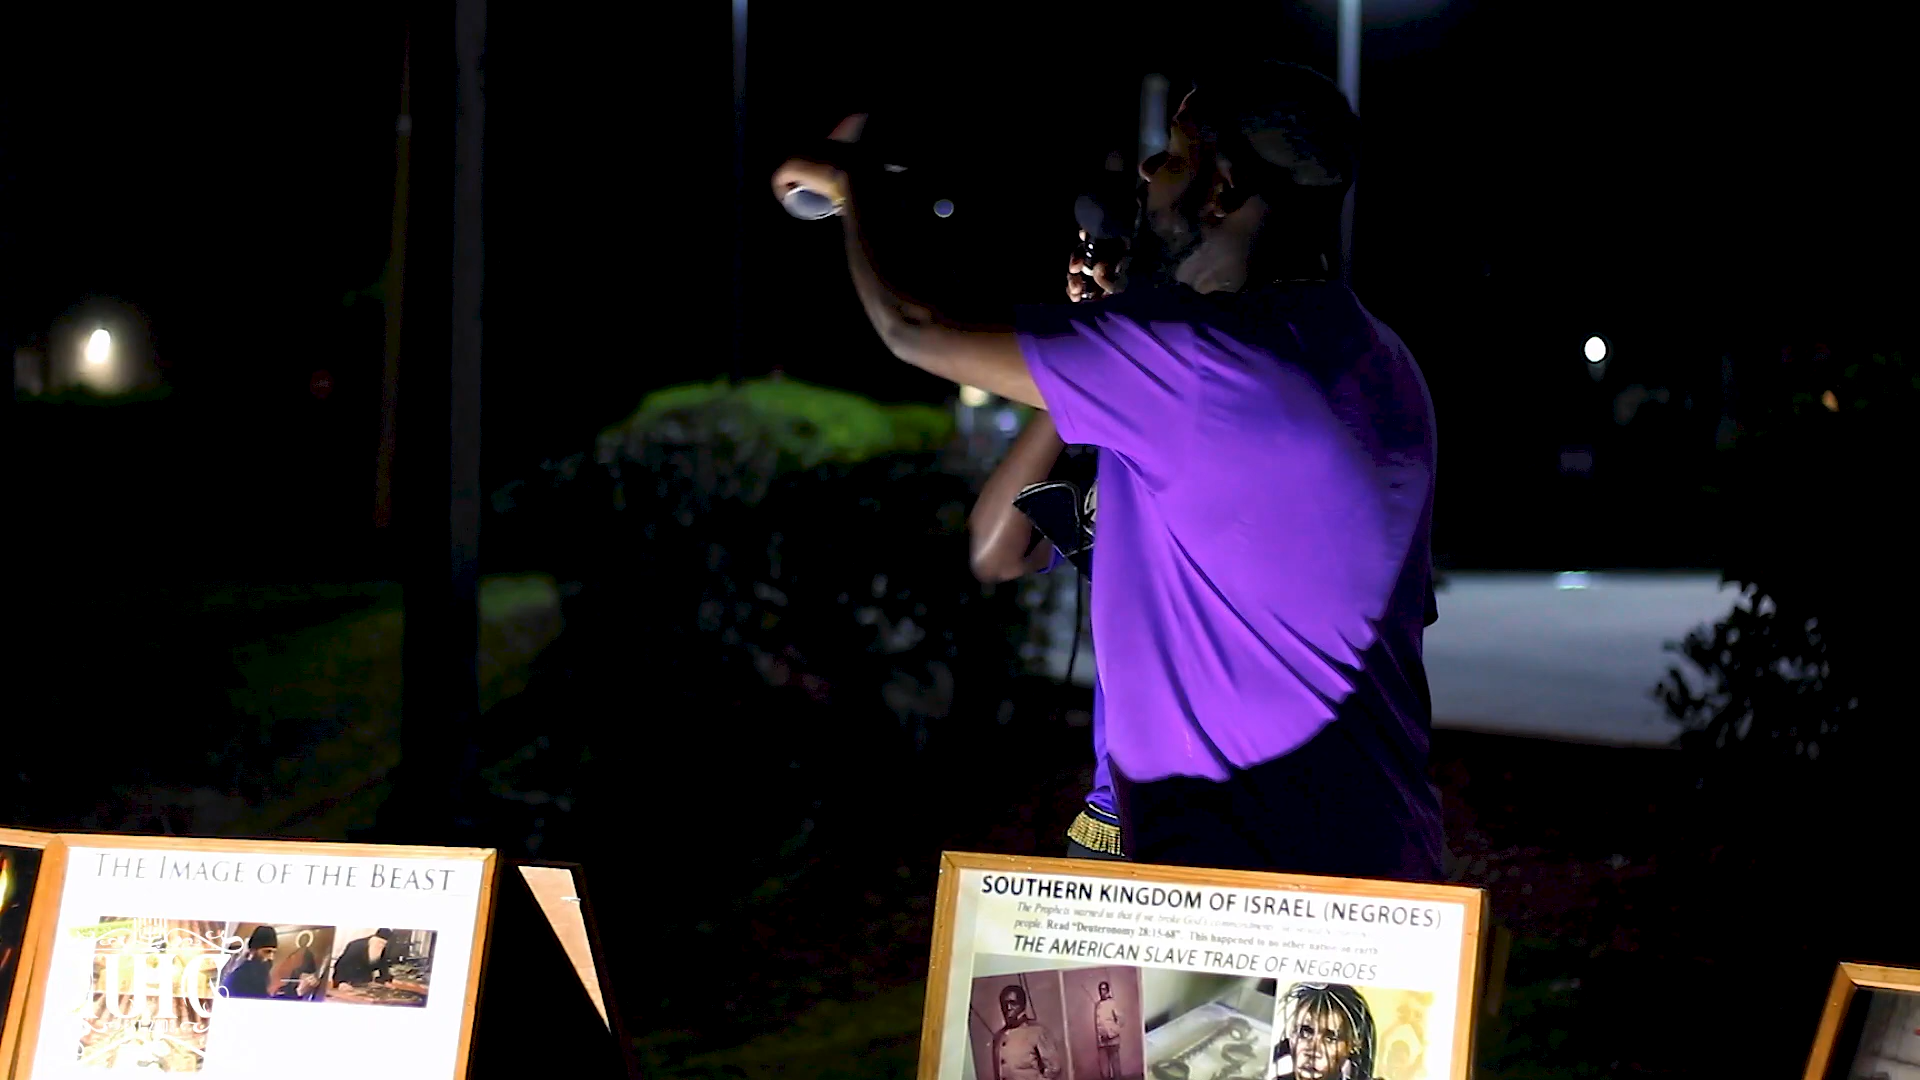 THE IMAGE OF THE BEAST
IUIC
SOUTHERN KINGDOM OF ISRAEL (NEGROES)
The Prophets warned us that if we broke God's commandments
people. Read "Deuteronomy 28:15-68". This happened to no other nation on earth
THE AMERICAN SLAVE TRADE OF NEGROES